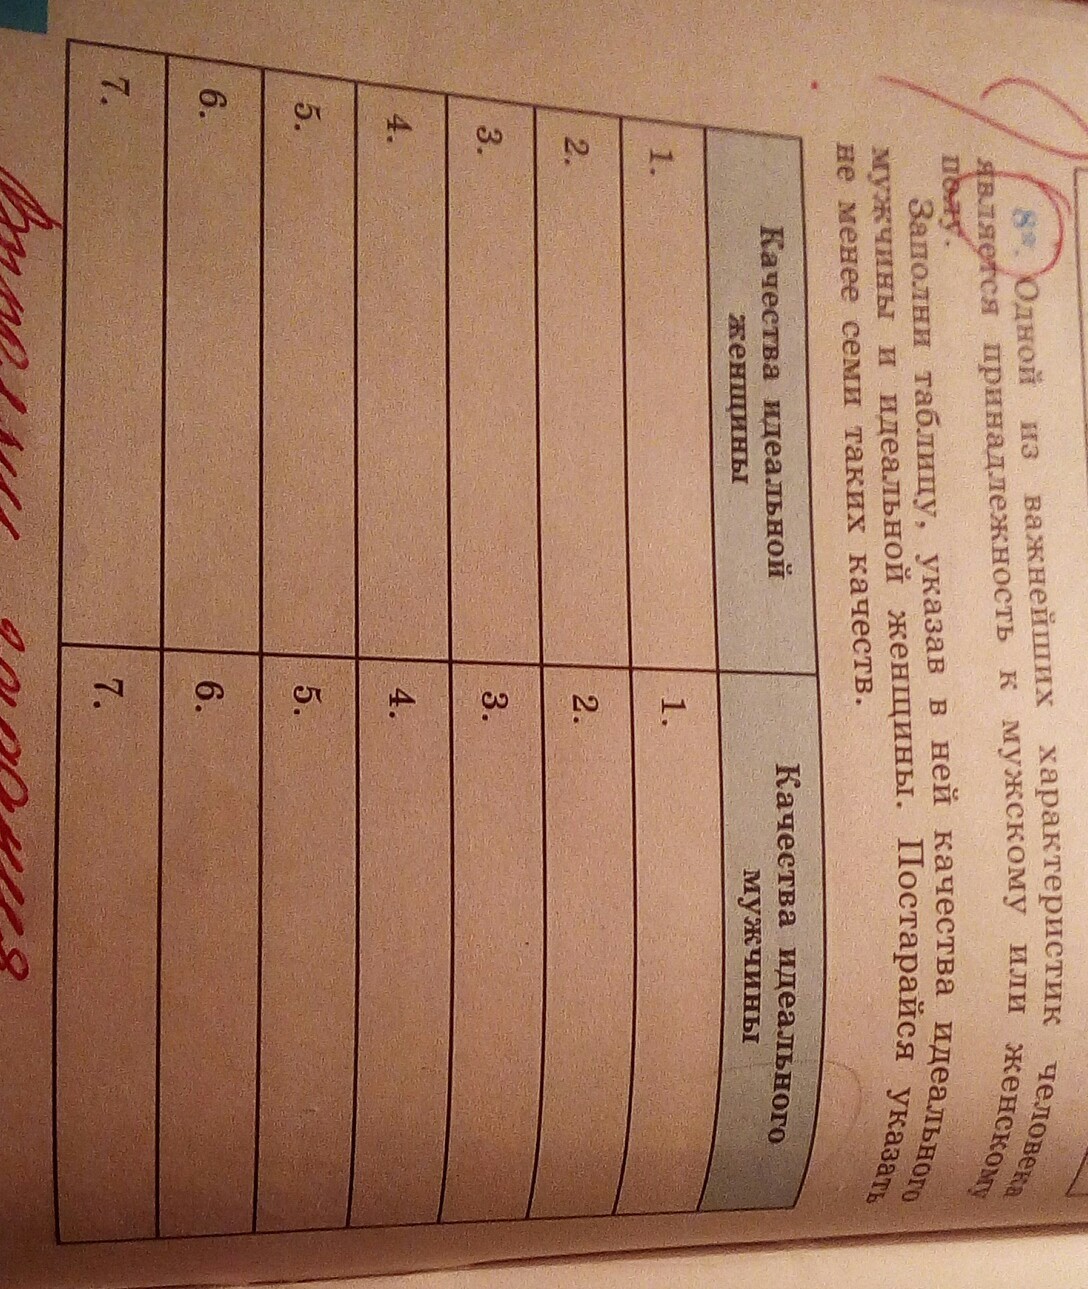 8*. Одной из важнейших характеристик человека
является принадлежность к мужскому или женскому
полу.
Заполни таблицу, указав в ней качества идеального
мужчины и идеальной женщины. Постарайся указать
не менее семи таких качеств.
Качества идеальной
женщины
Качества идеального
мужчины
1. 1.
2. 2.
3. 3.
4. 4.
5. 5.
6. 6.
7. 7.